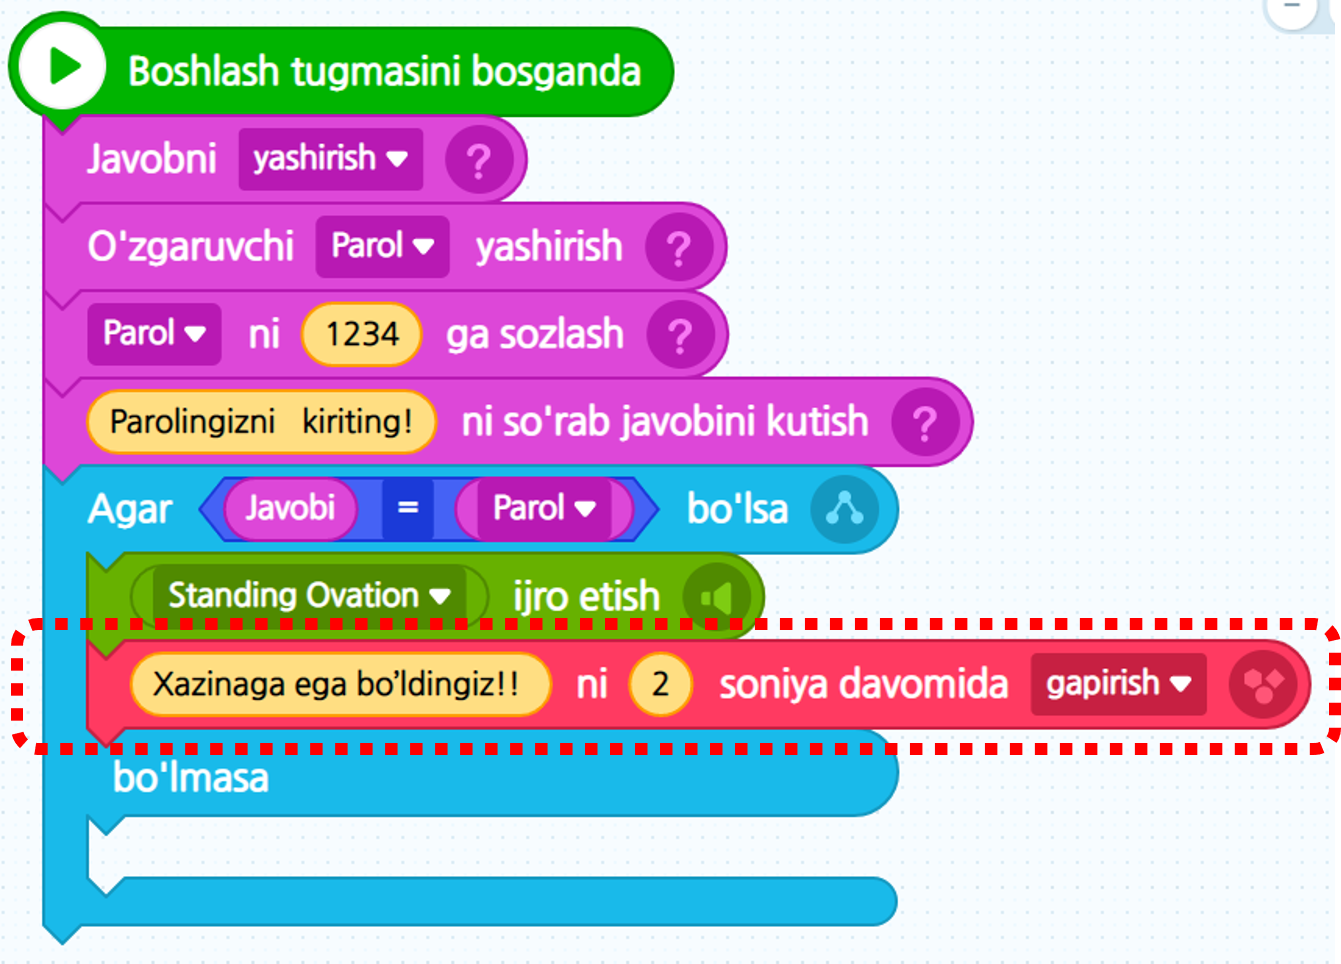 Boshlash tugmasini bosganda
Javobni yashirish ?
O'zgaruvchi Parol yashirish ?
Parol ni 1234 ga sozlash ?
Parolingizni kiriting! ni so'rab javobini kutish ?
Agar Javobi = Parol bo'lsa
Standing Ovation ijro etish
Xazinaga ega bo’ldingiz!! ni 2 soniya davomida gapirish
bo'lmasa